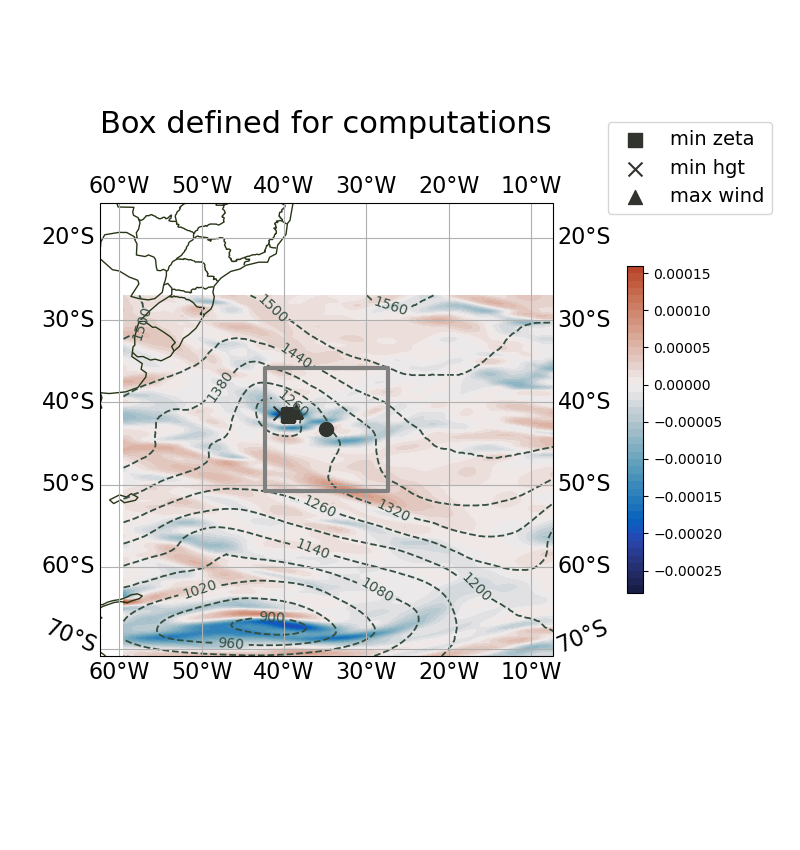 Box defined for computations
min zeta
min hgt
max wind
60°W 50°W 40°W 30°W 20°W 10°W
20°S 20°S
30°S 30°S
40°S 40°S
50°S 50°S
60°S 60°S
70°S 70°S
60°W 50°W 40°W 30°W 20°W 10°W
1500
1560
1500
1440
1380
1260
1260
1320
1140
1200
1080
1020
900
960
0.00015
0.00010
0.00005
0.00000
−0.00005
−0.00010
−0.00015
−0.00020
−0.00025